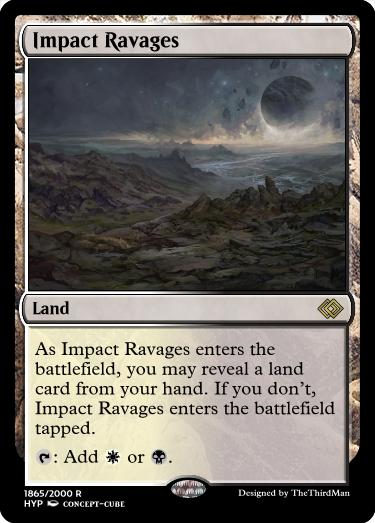 Impact Ravages
Land
As Impact Ravages enters the
battlefield, you may reveal a land
card from your hand. If you don't,
Impact Ravages enters the battlefield
tapped.
: Add or .
1865/2000 R
HYP CONCEPT-CUBE
Designed by TheThirdMan